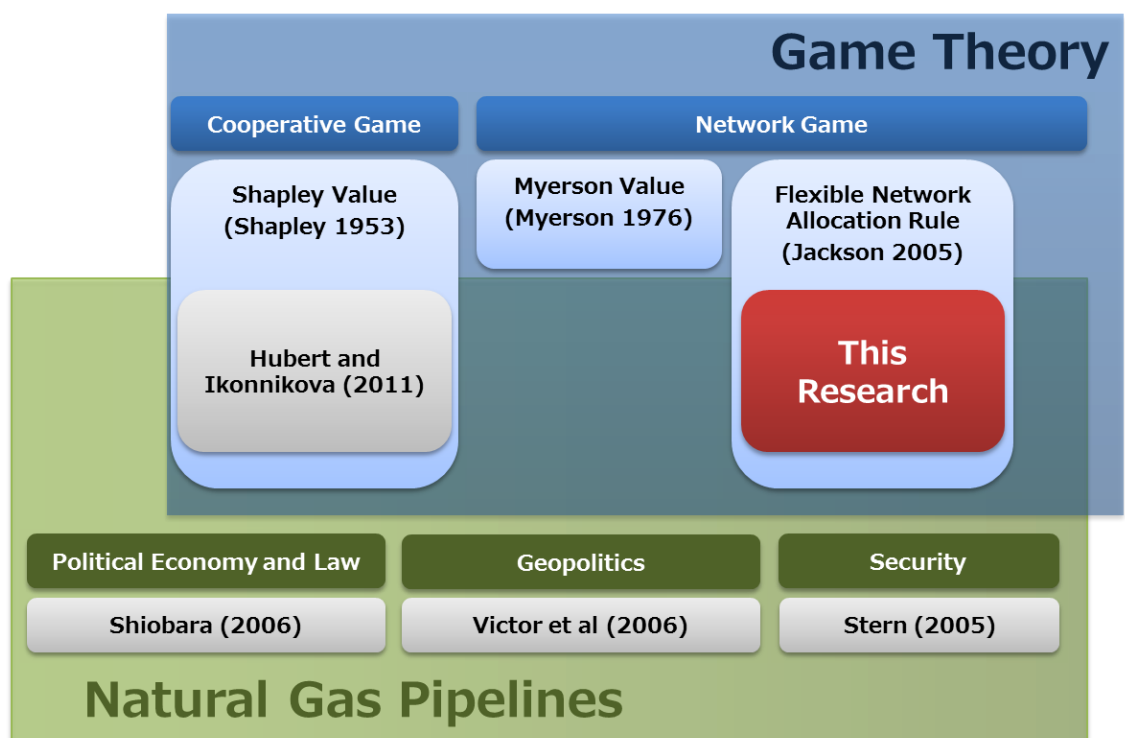 Game Theory
Cooperative Game
Network Game
Shapley Value
(Shapley 1953)
Myerson Value
(Myerson 1976)
Flexible Network
Allocation Rule
(Jackson 2005)
Hubert and
Ikonnikova (2011)
This
Research
Political Economy and Law
Geopolitics
Security
Shiobara (2006)
Victor et al (2006)
Stern (2005)
Natural Gas Pipelines